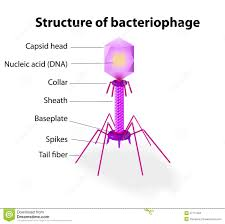 Structure of bacteriophage
Capsid head
Nucleic acid (DNA)
Collar
Sheath
Baseplate
Spikes
Tail fiber